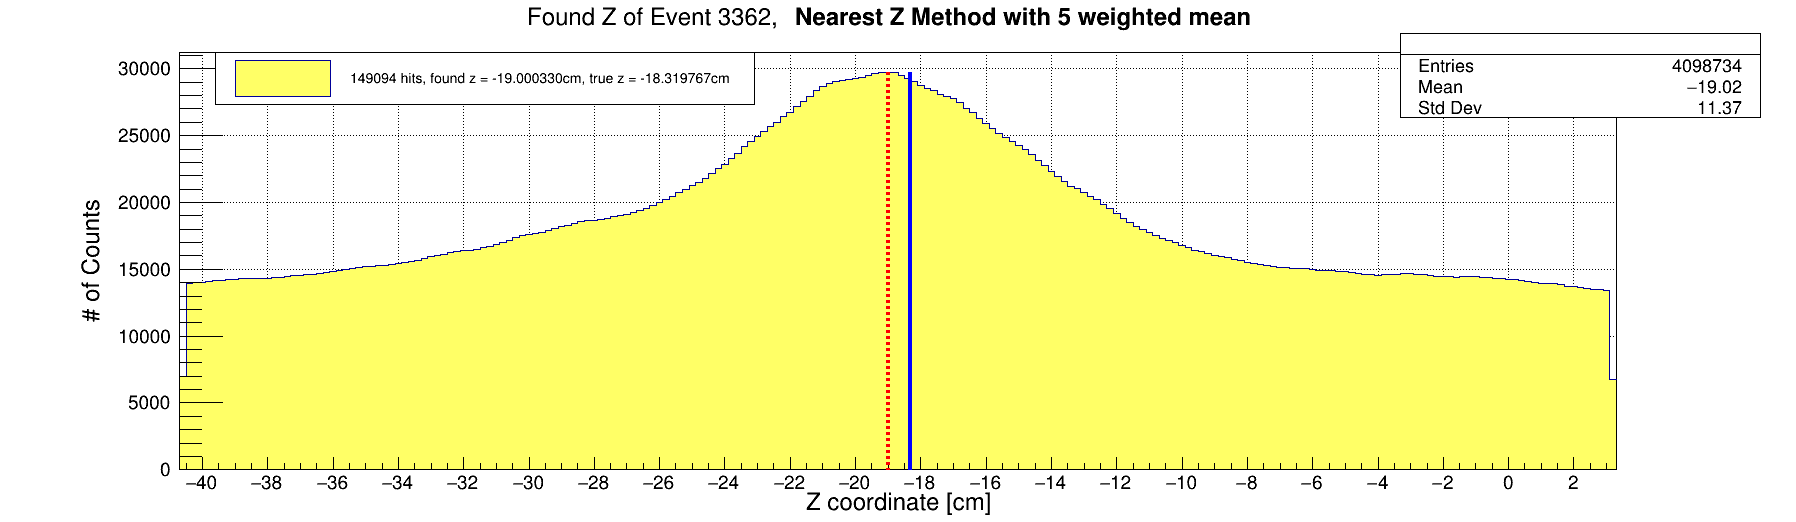 Found Z of Event 3362, Nearest Z Method with 5 weighted mean
149094 hits, found z = -19.000330cm, true z = -18.319767cm
Entries 4098734
Mean −19.02
Std Dev 11.37
# of Counts
30000
25000
20000
15000
10000
5000
0
−40 −38 −36 −34 −32 −30 −28 −26 −24 −22 −20 −18 −16 −14 −12 −10 −8 −6 −4 −2 0 2
Z coordinate [cm]